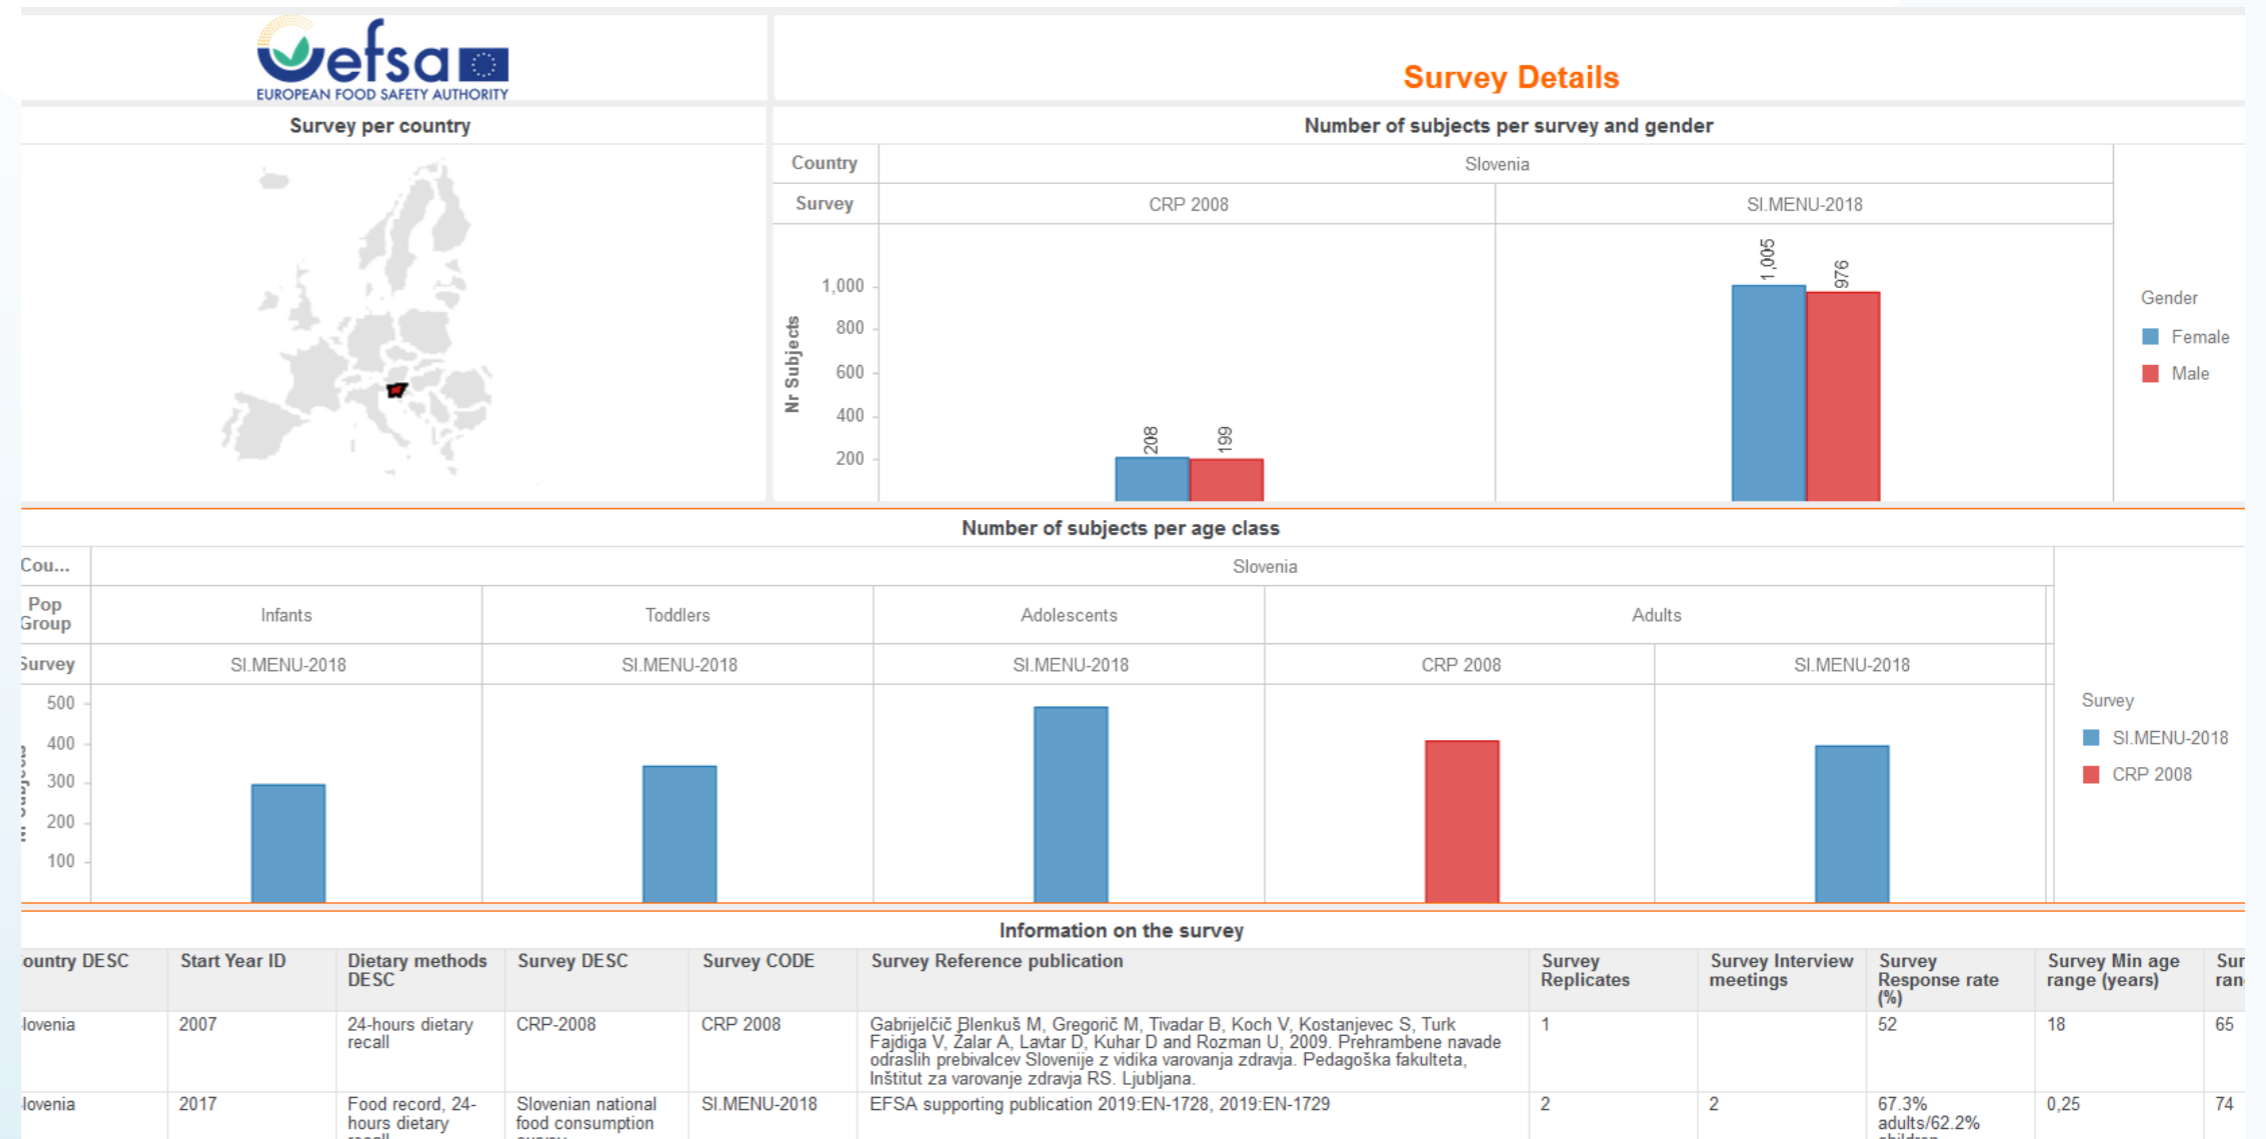 efsa
EUROPEAN FOOD SAFETY AUTHORITY
Survey Details
Survey per country
Number of subjects per survey and gender
Country
Slovenia
Survey
CRP 2008
SI.MENU-2018
Nr Subjects
1,000
800
600
400
200
208
199
1,005
976
Gender
Female
Male
Number of subjects per age class
Cou...
Slovenia
Pop
Group
Infants
Toddlers
Adolescents
Adults
Survey
SI.MENU-2018
SI.MENU-2018
SI.MENU-2018
CRP 2008
SI.MENU-2018
500
400
300
200
100
Survey
SI.MENU-2018
CRP 2008
Information on the survey
ountry DESC
Start Year ID
Dietary methods
DESC
Survey DESC
Survey CODE
Survey Reference publication
Survey
Replicates
Survey Interview
meetings
Survey
Response rate
(%)
Survey Min age
range (years)
Sur
ran
lovenia
2007
24-hours dietary
recall
CRP-2008
CRP 2008
Gabrijelčič Blenkuš M, Gregorič M, Tivadar B, Koch V, Kostanjevec S, Turk
Fajdiga V, Žalar A, Lavtar D, Kuhar D and Rozman U, 2009. Prehrambene navade
odraslih prebivalcev Slovenije z vidika varovanja zdravja. Pedagoška fakulteta,
Inštitut za varovanje zdravja RS. Ljubljana.
1
52
18
65
lovenia
2017
Food record, 24-
hours dietary
Slovenian national
food consumption
SI.MENU-2018
EFSA supporting publication 2019:EN-1728, 2019:EN-1729
2
2
67.3%
adults/62.2%
0,25
74